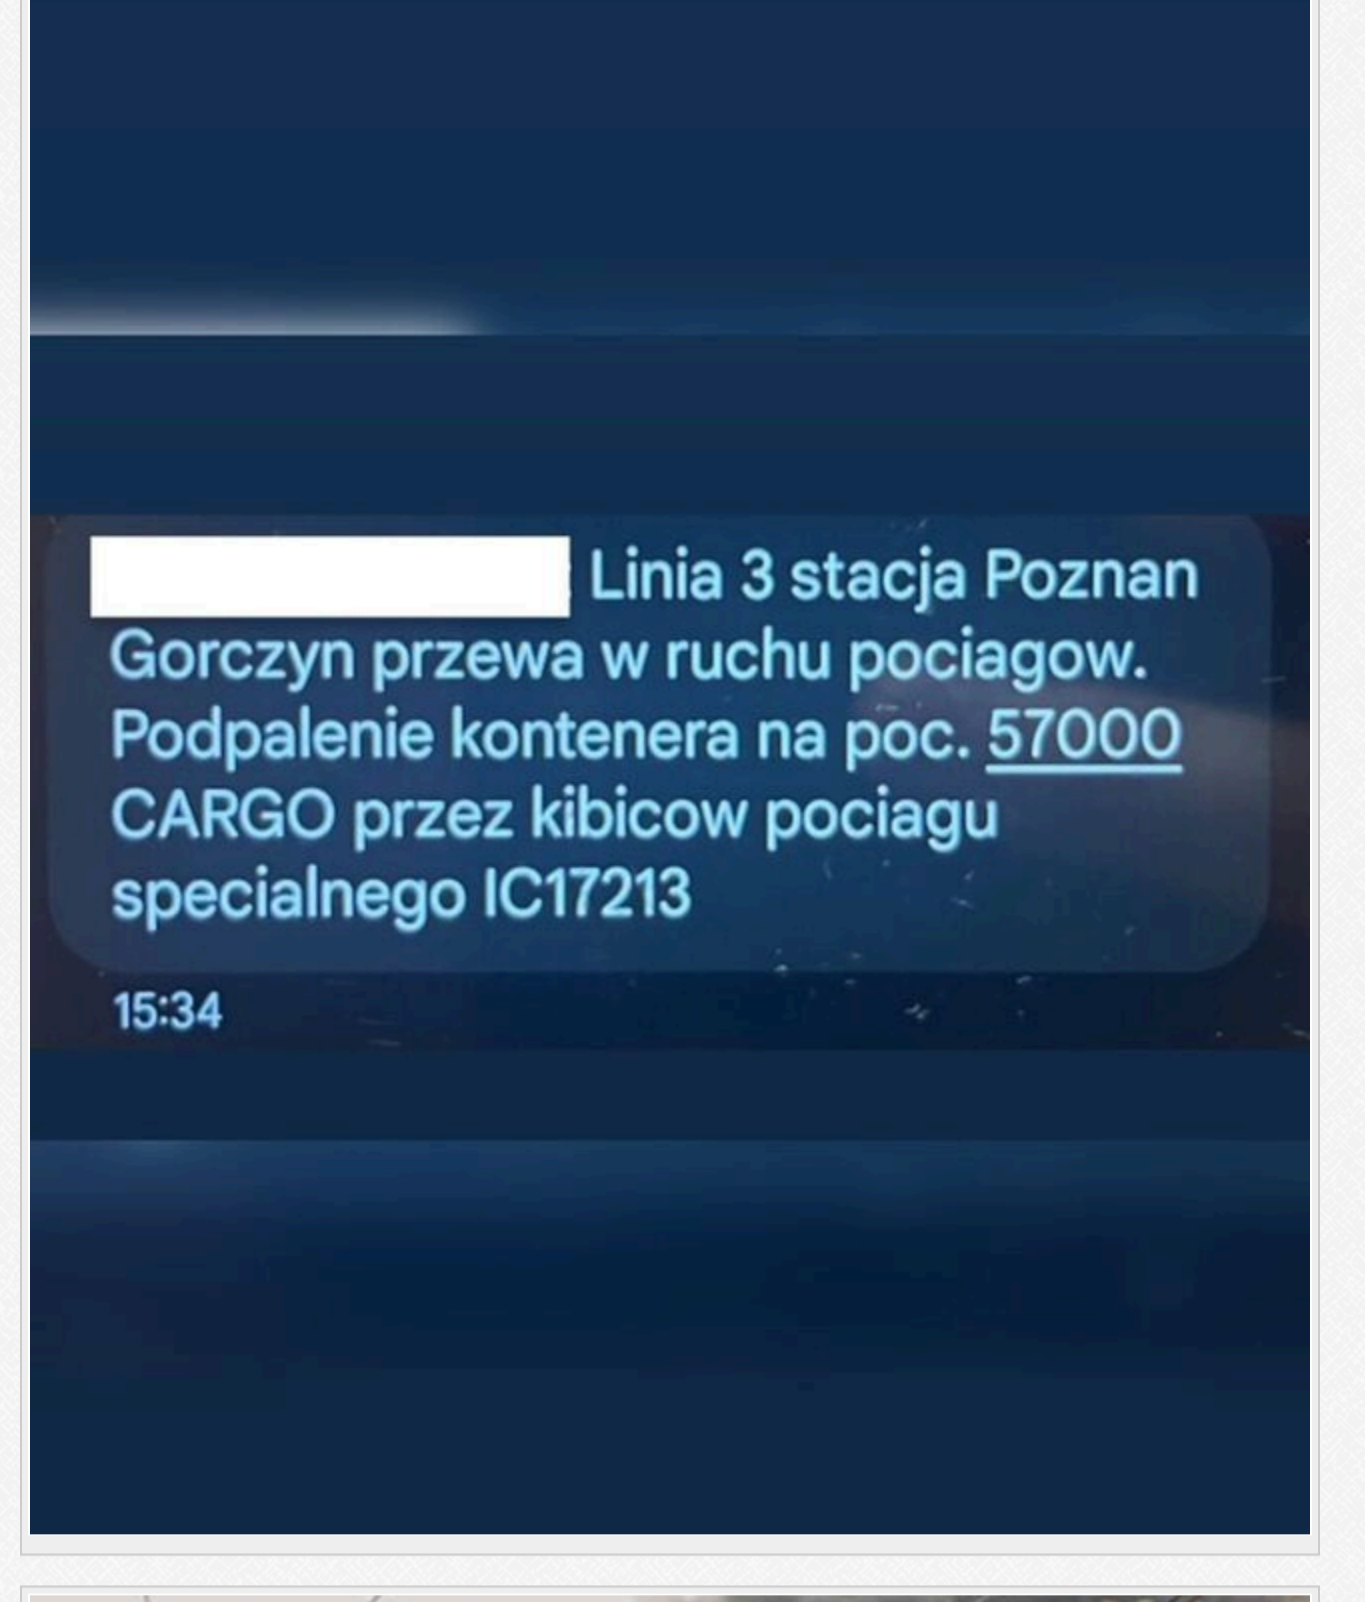 Linia 3 stacja Poznan
Gorczyn przewa w ruchu pociagow.
Podpalenie kontenera na poc. 57000
CARGO przez kibicow pociagu
specialnego IC17213
15:34